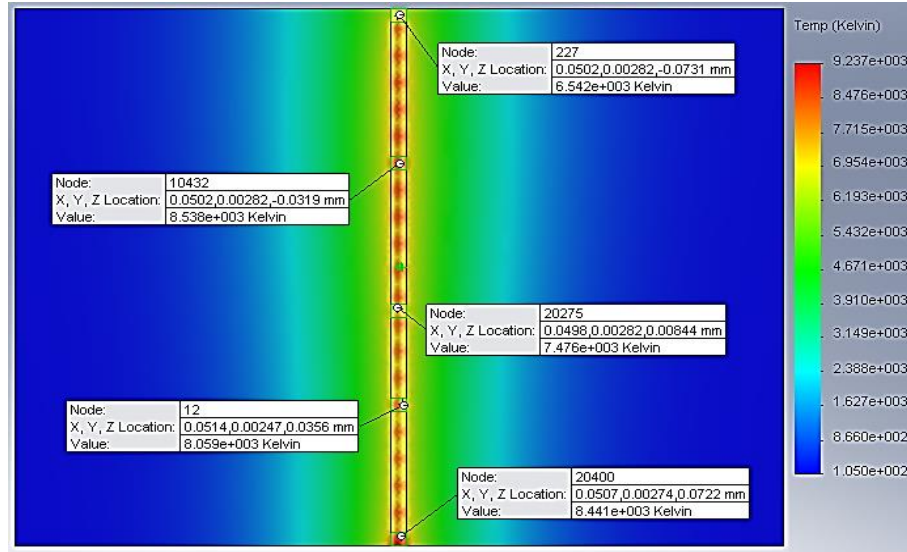 Temp (Kelvin)
9.237e+003
8.476e+003
7.715e+003
6.954e+003
6.193e+003
5.432e+003
4.671e+003
3.910e+003
3.149e+003
2.388e+003
1.627e+003
8.660e+002
1.050e+002
Node: 227
X, Y, Z Location: 0.0502,0.00282,-0.0731 mm
Value: 6.542e+003 Kelvin
Node: 10432
X, Y, Z Location: 0.0502,0.00282,-0.0319 mm
Value: 8.538e+003 Kelvin
Node: 20275
X, Y, Z Location: 0.0498,0.00282,0.00844 mm
Value: 7.476e+003 Kelvin
Node: 12
X, Y, Z Location: 0.0514,0.00247,0.0356 mm
Value: 8.059e+003 Kelvin
Node: 20400
X, Y, Z Location: 0.0507,0.00274,0.0722 mm
Value: 8.441e+003 Kelvin